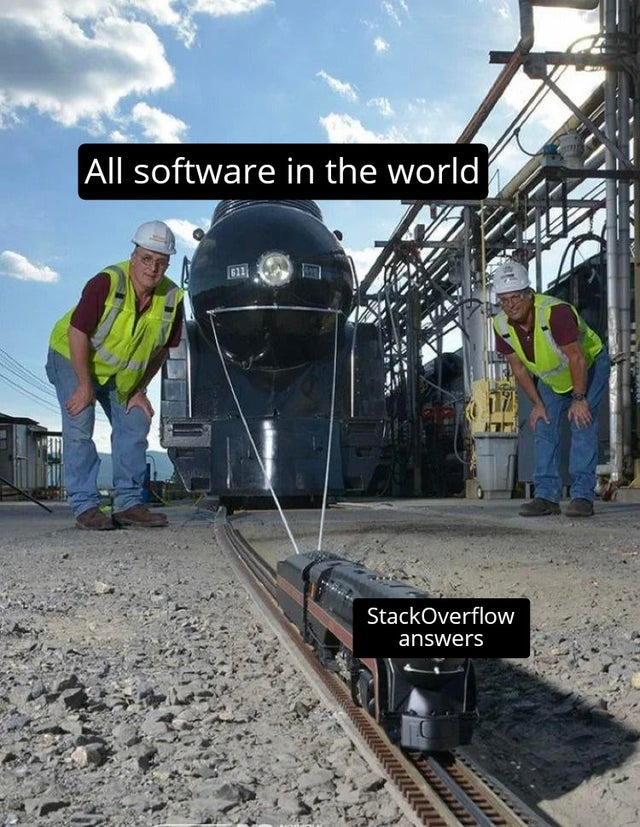 All software in the world
611
StackOverflow
answers